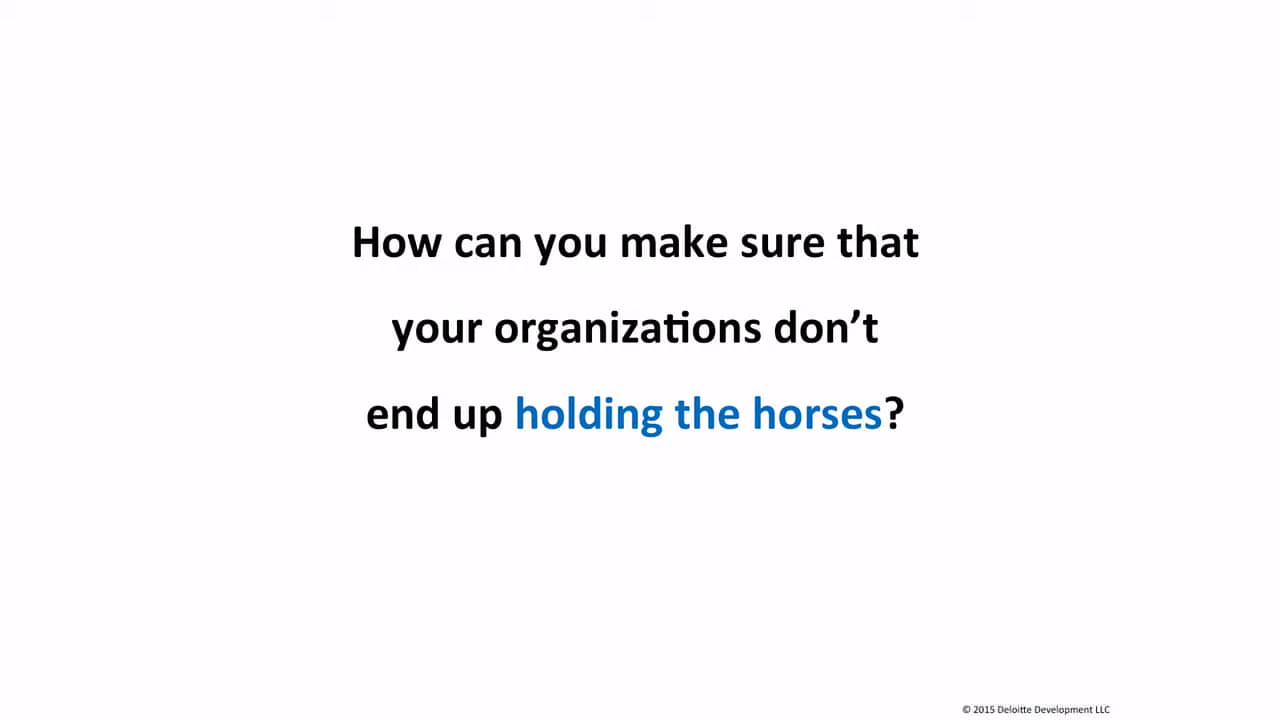 How can you make sure that
your organizations don’t
end up holding the horses?
© 2015 Deloitte Development LLC